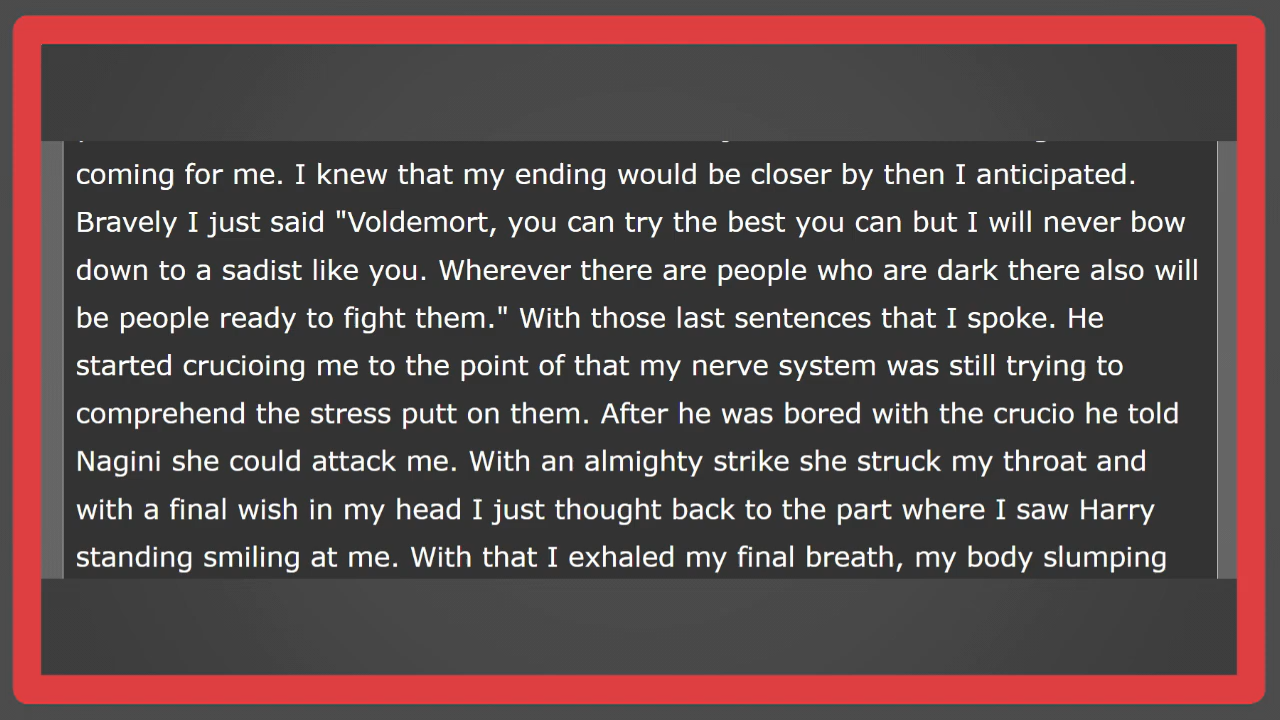 coming for me. I knew that my ending would be closer by then I anticipated.
Bravely I just said "Voldemort, you can try the best you can but I will never bow
down to a sadist like you. Wherever there are people who are dark there also will
be people ready to fight them." With those last sentences that I spoke. He
started crucioing me to the point of that my nerve system was still trying to
comprehend the stress putt on them. After he was bored with the crucio he told
Nagini she could attack me. With an almighty strike she struck my throat and
with a final wish in my head I just thought back to the part where I saw Harry
standing smiling at me. With that I exhaled my final breath, my body slumping